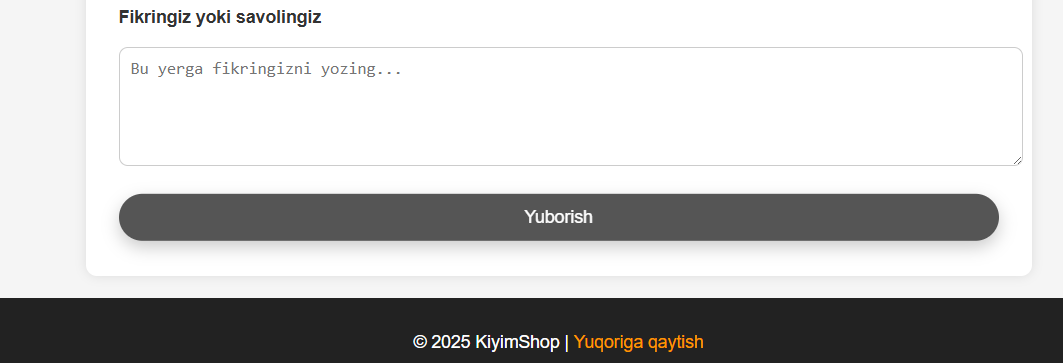 Fikringiz yoki savolingiz
Bu yerga fikringizni yozing...
Yuborish
© 2025 KiyimShop | Yuqoriga qaytish